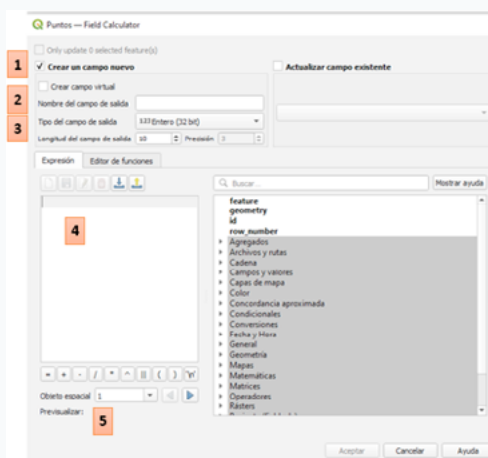 Puntos — Field Calculator
Only update 0 selected feature(s)
1
Crear un campo nuevo
Actualizar campo existente
Crear campo virtual
2
Nombre del campo de salida
3
Tipo del campo de salida
123 Entero (32 bit)
Longitud del campo de salida 10 Precisión 3
Expresión Editor de funciones
Buscar...
Mostrar ayuda
4
feature
geometry
id
row_number
Agregados
Archivos y rutas
Cadena
Campos y valores
Capas de mapa
Color
Concordancia aproximada
Condicionales
Conversiones
Fecha y Hora
General
Geometría
Mapas
Matemáticas
Matrices
Operadores
Rásters
= + - / * ^ || ( ) '\n'
Objeto espacial 1
Previsualizar:
5
Aceptar Cancelar Ayuda